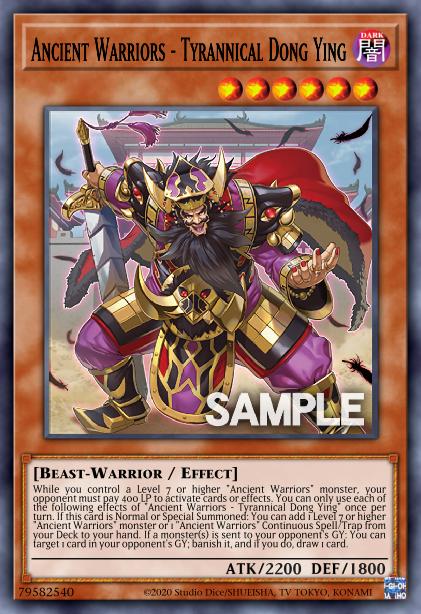 Ancient Warriors - Tyrannical Dong Ying
DARK
闇
SAMPLE
[Beast-Warrior / Effect]
While you control a Level 7 or higher "Ancient Warriors" monster, your
opponent must pay 400 LP to activate cards or effects. You can only use each
of the following effects of "Ancient Warriors - Tyrannical Dong Ying" once per
turn. If this card is Normal or Special Summoned: You can add 1 Level 7 or higher
"Ancient Warriors" monster or 1 "Ancient Warriors" Continuous Spell/Trap from
your Deck to your hand. If a monster(s) is sent to your opponent's GY: You can
target 1 card in your opponent's GY; banish it, and if you do, draw 1 card.
ATK/2200 DEF/1800
79582540
©2020 Studio Dice/SHUEISHA, TV TOKYO, KONAMI